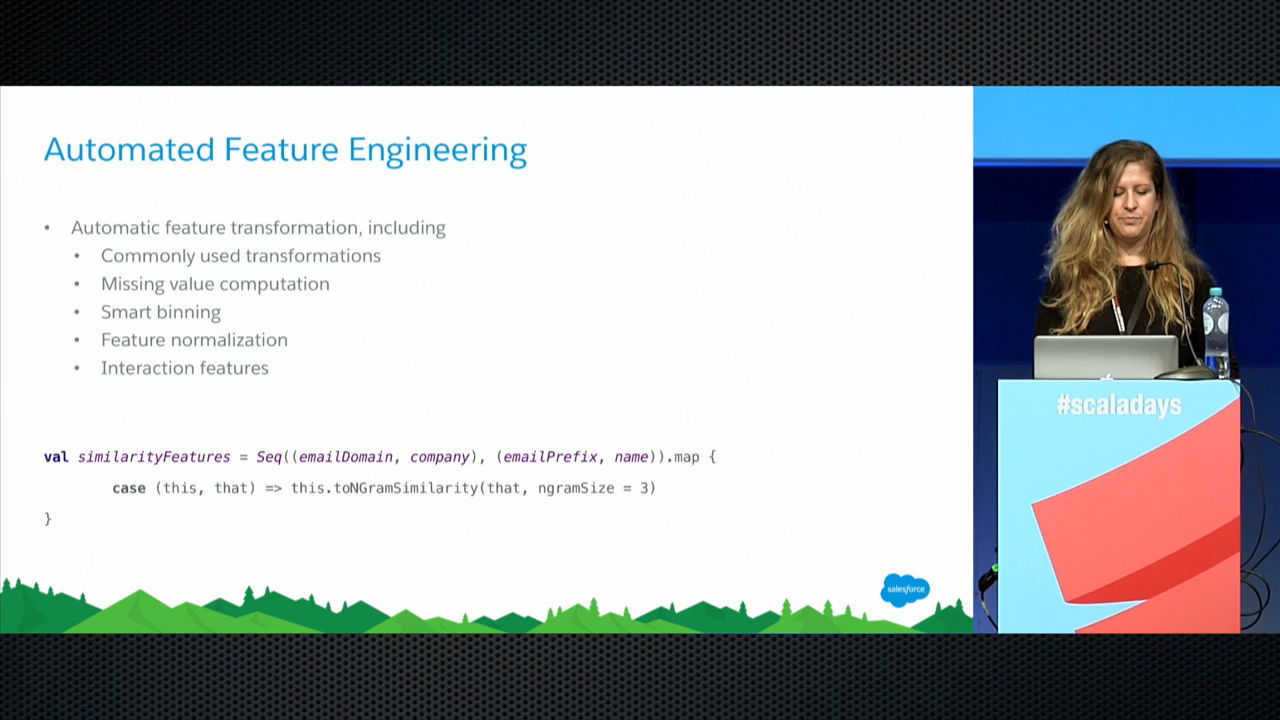 Automated Feature Engineering
• Automatic feature transformation, including
• Commonly used transformations
• Missing value computation
• Smart binning
• Feature normalization
• Interaction features
val similarityFeatures = Seq((emailDomain, company), (emailPrefix, name)).map {
case (this, that) => this.toNGramSimilarity(that, ngramSize = 3)
}
salesforce
#scaladays